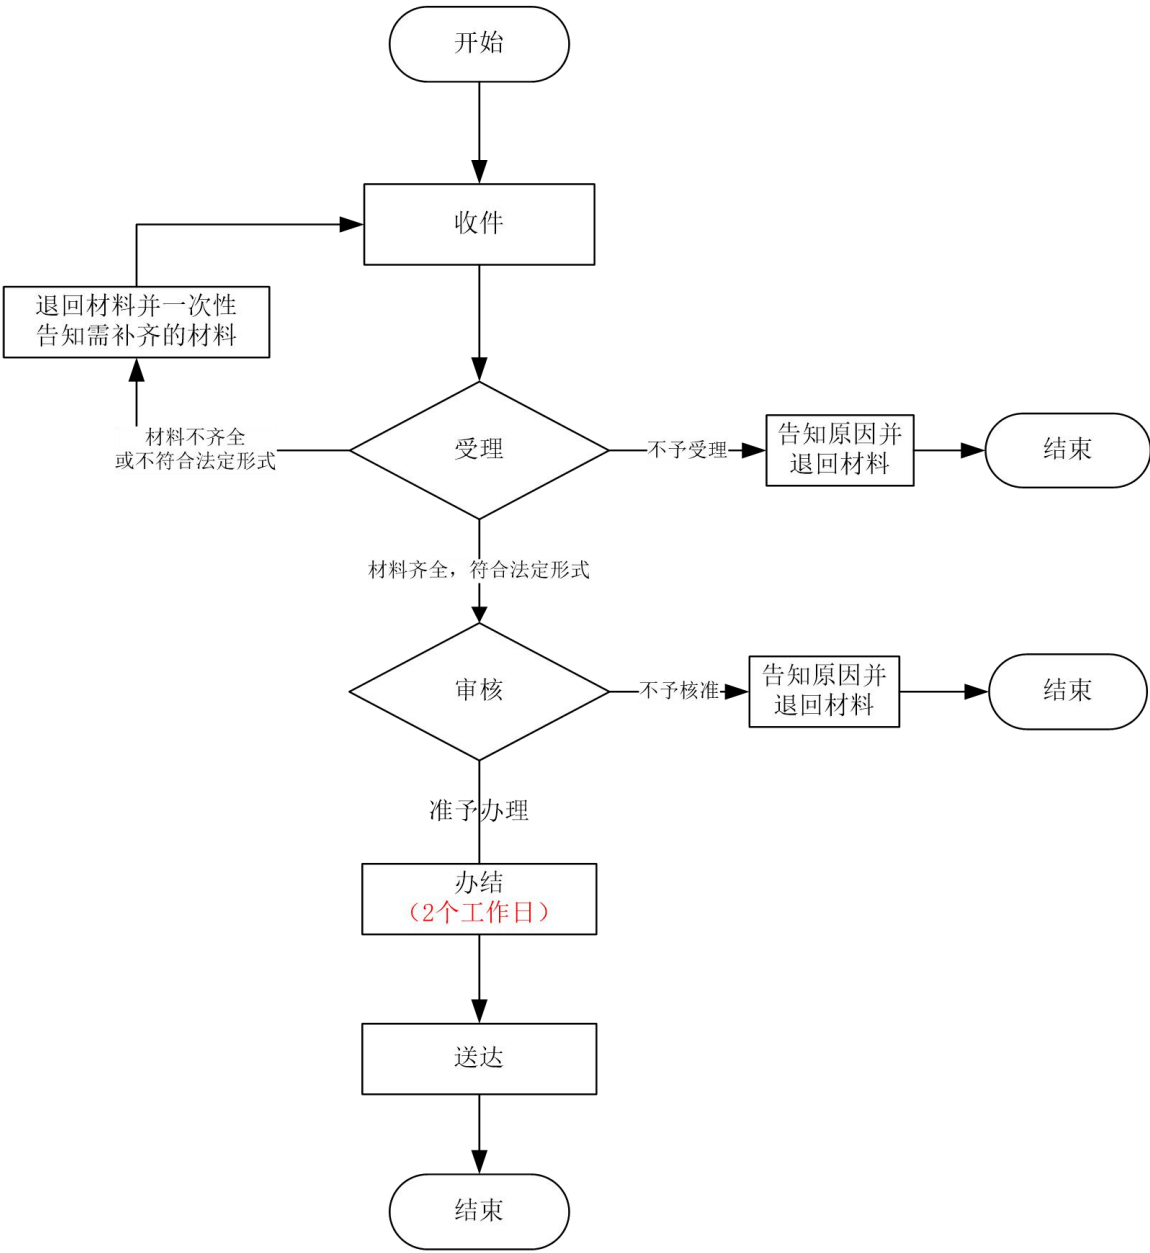 开始
收件
退回材料并一次性
告知需补齐的材料
材料不齐全
或不符合法定形式
受理
不予受理
告知原因并
退回材料
结束
材料齐全，符合法定形式
审核
不予核准
告知原因并
退回材料
结束
准予办理
办结
（2个工作日）
送达
结束